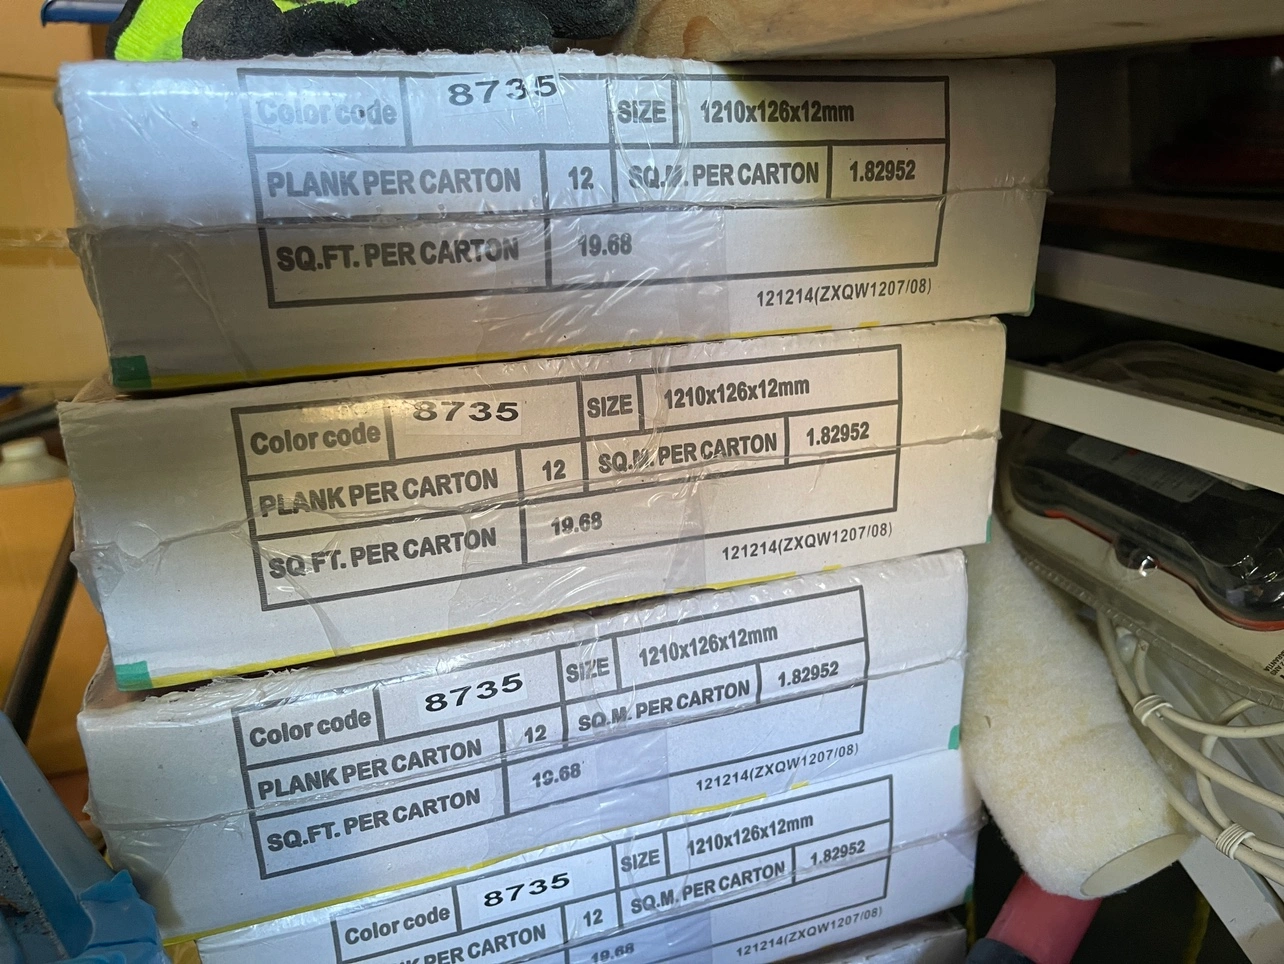 Color code 8735 SIZE 1210x126x12mm
PLANK PER CARTON 12 SQ.M. PER CARTON 1.82952
SQ.FT. PER CARTON 19.68
121214(ZXQW1207/08)
Color code 8735 SIZE 1210x126x12mm
PLANK PER CARTON 12 SQ.M. PER CARTON 1.82952
SQ FT. PER CARTON 19.68
121214(ZXQW1207/08)
Color code 8735 SIZE 1210x126x12mm
PLANK PER CARTON 12 SQ.M. PER CARTON 1.82952
SQ.FT. PER CARTON 19.68
121214(ZXQW1207/08)
Color code 8735 SIZE 1210x126x12mm
PER CARTON 12 SQ.M. PER CARTON 1.82952
19.68
121214(ZXQW1207/08)